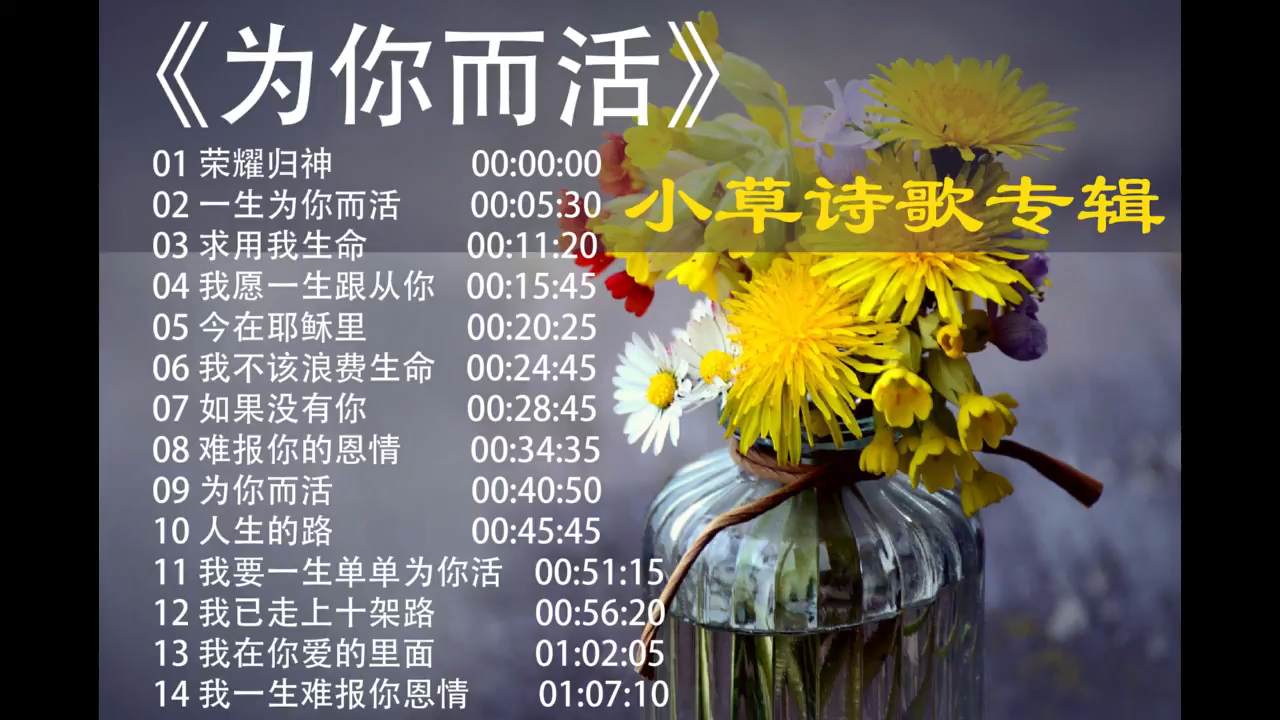 《为你而活》
01 荣耀归神 00:00:00
02 一生为你而活 00:05:30
小草诗歌专辑
03 求用我生命 00:11:20
04 我愿一生跟从你 00:15:45
05 今在耶稣里 00:20:25
06 我不该浪费生命 00:24:45
07 如果没有你 00:28:45
08 难报你的恩情 00:34:35
09 为你而活 00:40:50
10 人生的路 00:45:45
11 我要一生单单为你活 00:51:15
12 我已走上十架路 00:56:20
13 我在你爱的里面 01:02:05
14 我一生难报你恩情 01:07:10